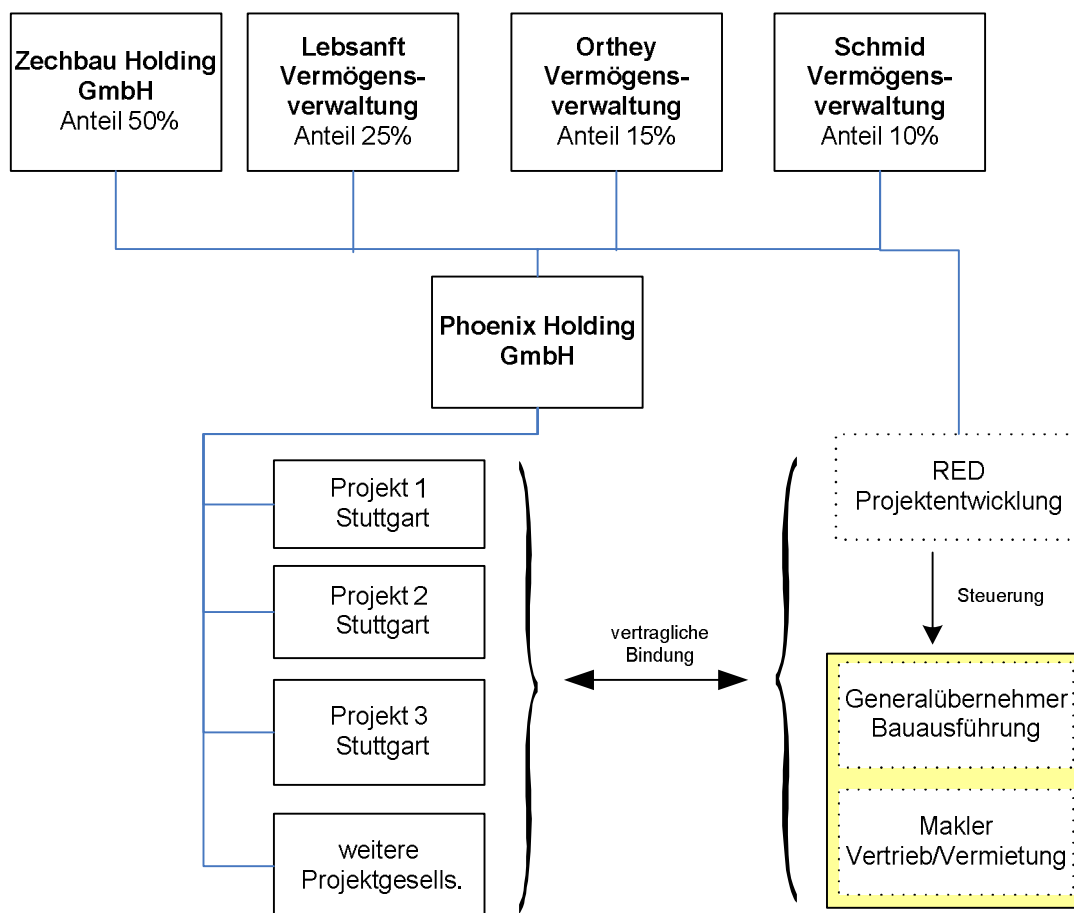 Zechbau Holding
GmbH
Anteil 50%
Lebsanft
Vermögens-
verwaltung
Anteil 25%
Orthey
Vermögens-
verwaltung
Anteil 15%
Schmid
Vermögens-
verwaltung
Anteil 10%
Phoenix Holding
GmbH
Projekt 1
Stuttgart
Projekt 2
Stuttgart
Projekt 3
Stuttgart
weitere
Projektgesells.
vertragliche
Bindung
RED
Projektentwicklung
Steuerung
Generalübernehmer
Bauausführung
Makler
Vertrieb/Vermietung